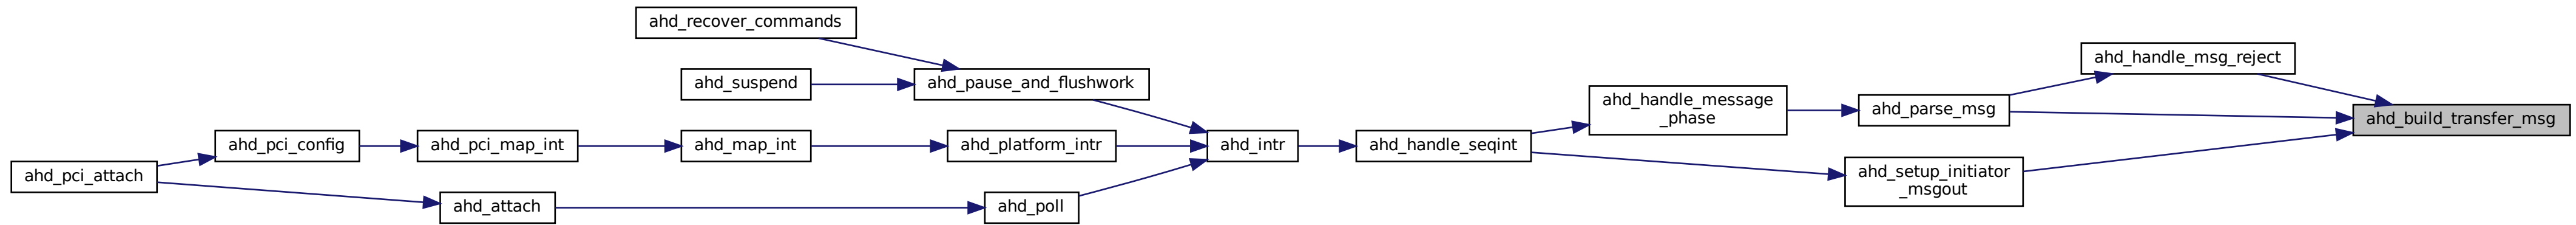 ahd_recover_commands
ahd_suspend
ahd_pause_and_flushwork
ahd_pci_attach
ahd_pci_config
ahd_pci_map_int
ahd_map_int
ahd_platform_intr
ahd_attach
ahd_poll
ahd_intr
ahd_handle_seqint
ahd_handle_message
_phase
ahd_parse_msg
ahd_handle_msg_reject
ahd_setup_initiator
_msgout
ahd_build_transfer_msg